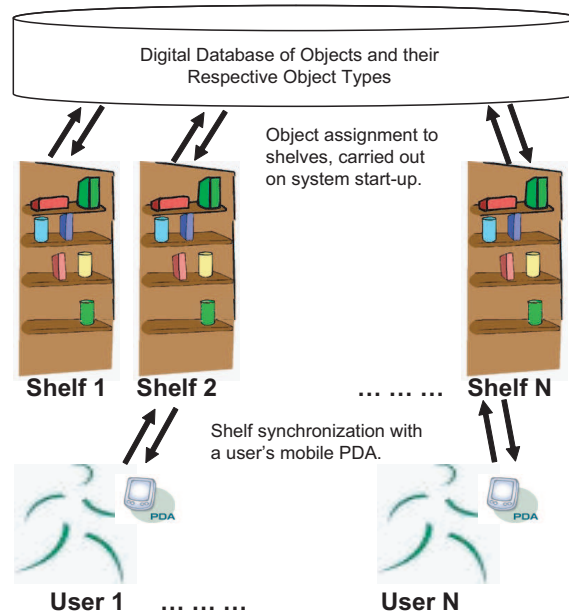 Digital Database of Objects and their
Respective Object Types
Object assignment to
shelves, carried out
on system start-up.
Shelf 1
Shelf 2
... ... ...
Shelf N
Shelf synchronization with
a user's mobile PDA.
PDA
PDA
User 1
... ... ...
User N